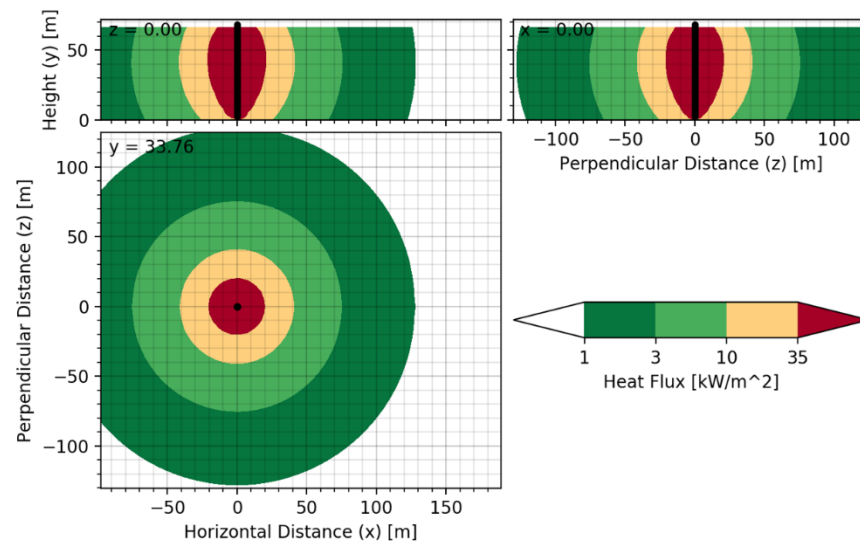 z = 0.00
Height (y) [m]
50
0
x = 0.00
−100 −50 0 50 100
Perpendicular Distance (z) [m]
y = 33.76
Perpendicular Distance (z) [m]
100
50
0
−50
−100
−50 0 50 100 150
Horizontal Distance (x) [m]
1 3 10 35
Heat Flux [kW/m^2]